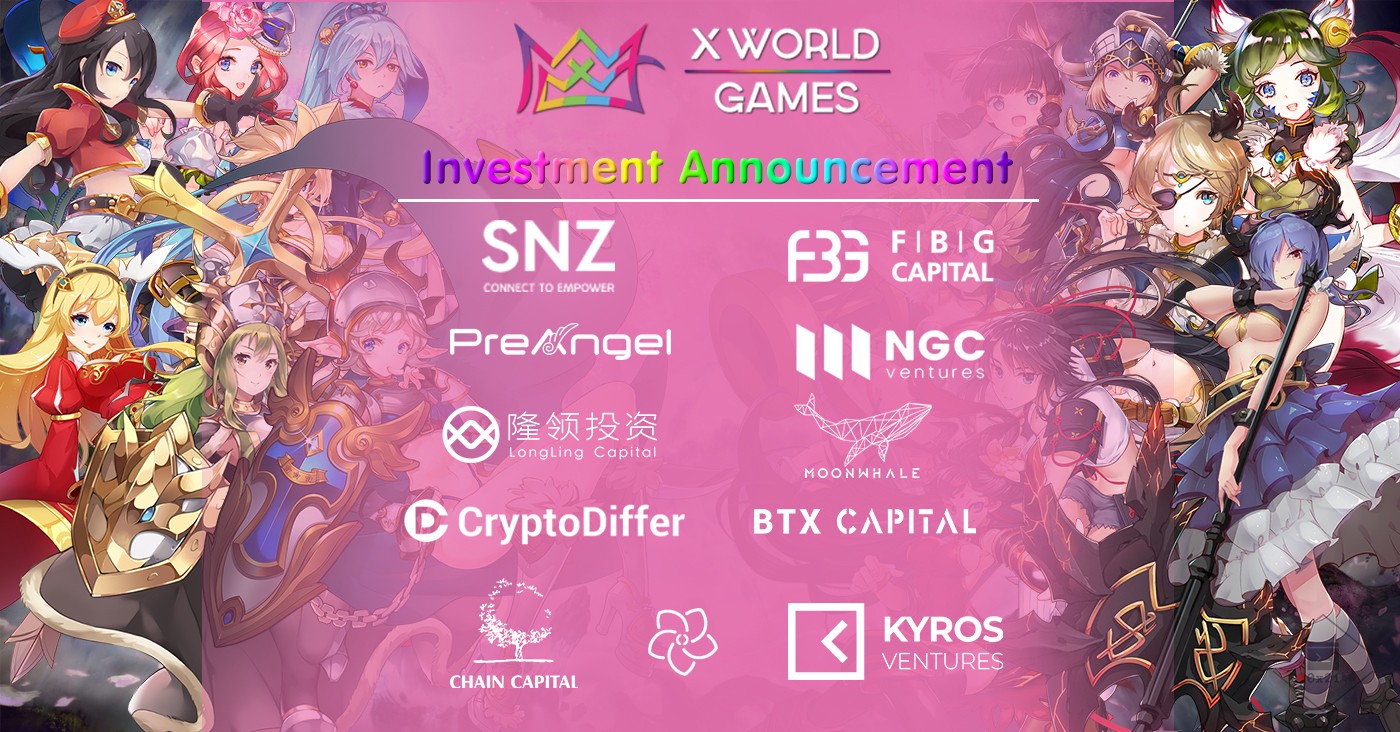 X WORLD
GAMES
Investment Announcement
SNZ
CONNECT TO EMPOWER
FBG
F|B|G
CAPITAL
PreAngel
NGC
ventures
隆领投资
LongLing Capital
MOONWHALE
CryptoDiffer
BTX CAPITAL
CHAIN CAPITAL
KYROS
VENTURES